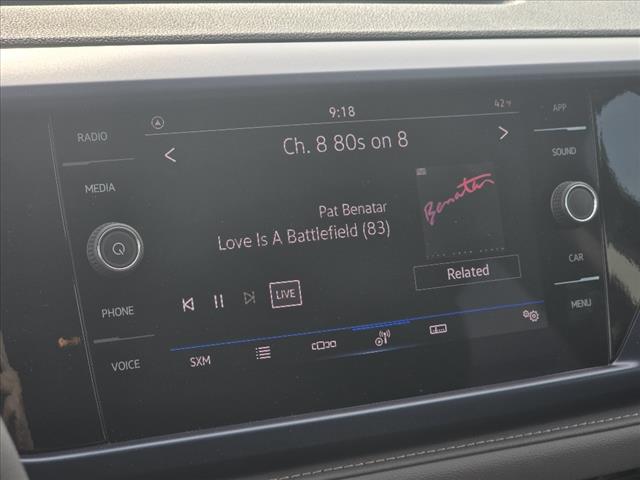 9:18
42°F
RADIO
MEDIA
PHONE
VOICE
Ch. 8 80s on 8
Benatar
Pat Benatar
Love Is A Battlefield (83)
Related
LIVE
SXM
APP
SOUND
CAR
MENU